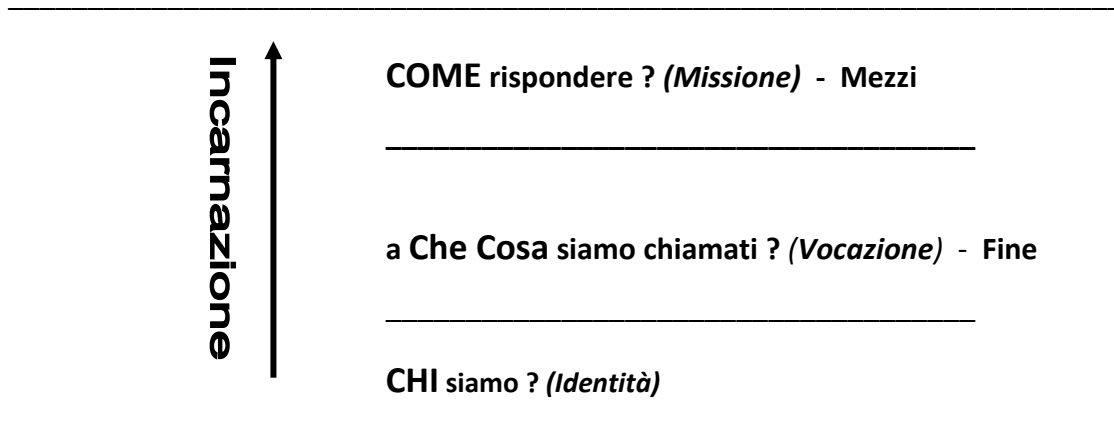 Incarnazione
COME rispondere ? (Missione) - Mezzi
a Che Cosa siamo chiamati ? (Vocazione) - Fine
CHI siamo ? (Identità)